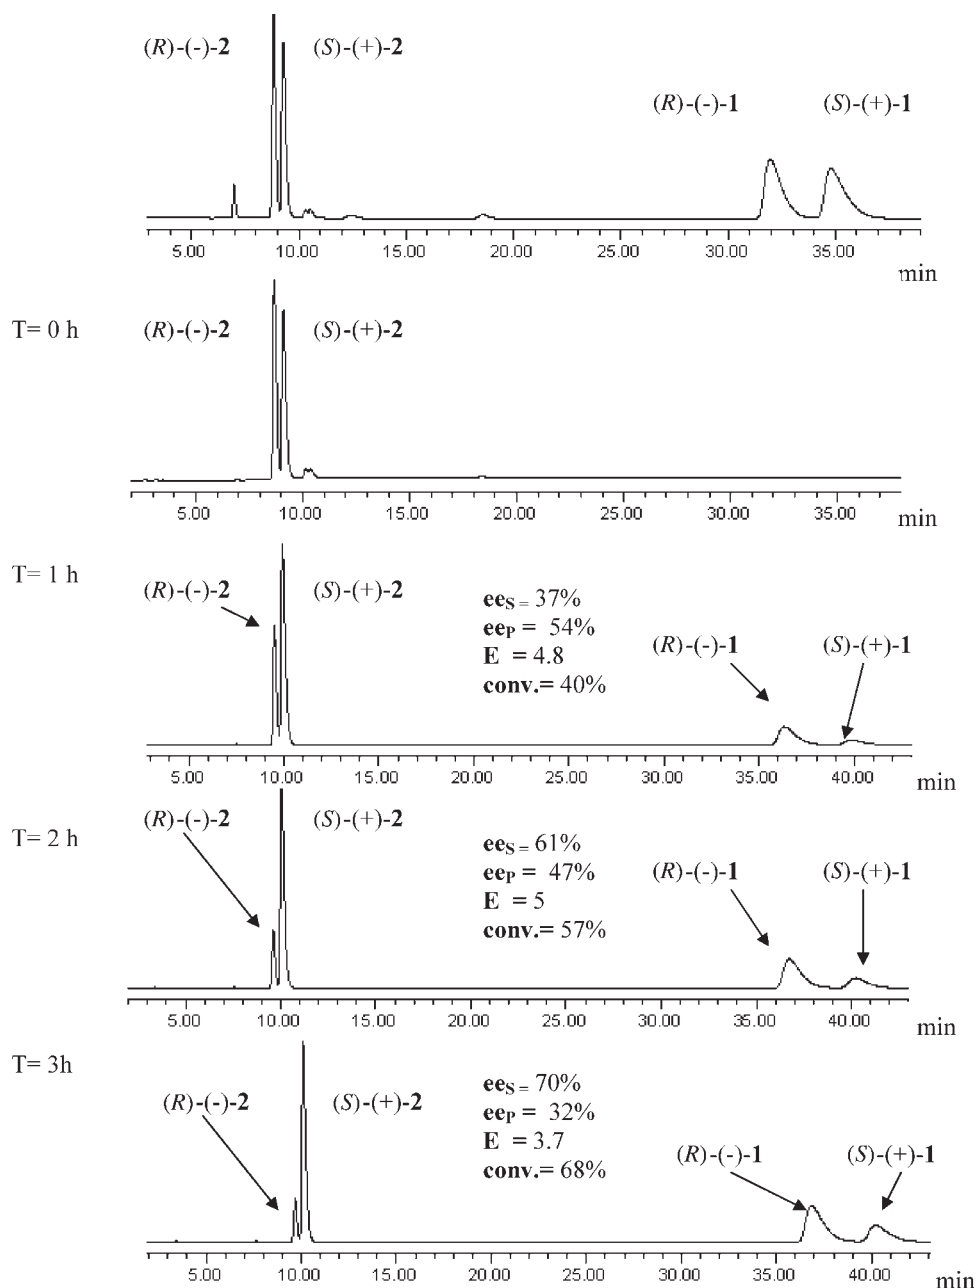 (R)-(-)-2 (S)-(+)-2
(R)-(-)-1 (S)-(+)-1
5.00 10.00 15.00 20.00 25.00 30.00 35.00
min
T= 0 h (R)-(-)-2 (S)-(+)-2
5.00 10.00 15.00 20.00 25.00 30.00 35.00 min
T= 1 h
(R)-(-)-2 (S)-(+)-2
eeS = 37%
eeP = 54%
E = 4.8
conv.= 40%
(R)-(-)-1 (S)-(+)-1
5.00 10.00 15.00 20.00 25.00 30.00 35.00 40.00 min
T= 2 h
(R)-(-)-2 (S)-(+)-2
eeS = 61%
eeP = 47%
E = 5
conv.= 57%
(R)-(-)-1 (S)-(+)-1
5.00 10.00 15.00 20.00 25.00 30.00 35.00 40.00 min
T= 3h
(R)-(-)-2 (S)-(+)-2
eeS = 70%
eeP = 32%
E = 3.7
conv.= 68%
(R)-(-)-1 (S)-(+)-1
5.00 10.00 15.00 20.00 25.00 30.00 35.00 40.00 min